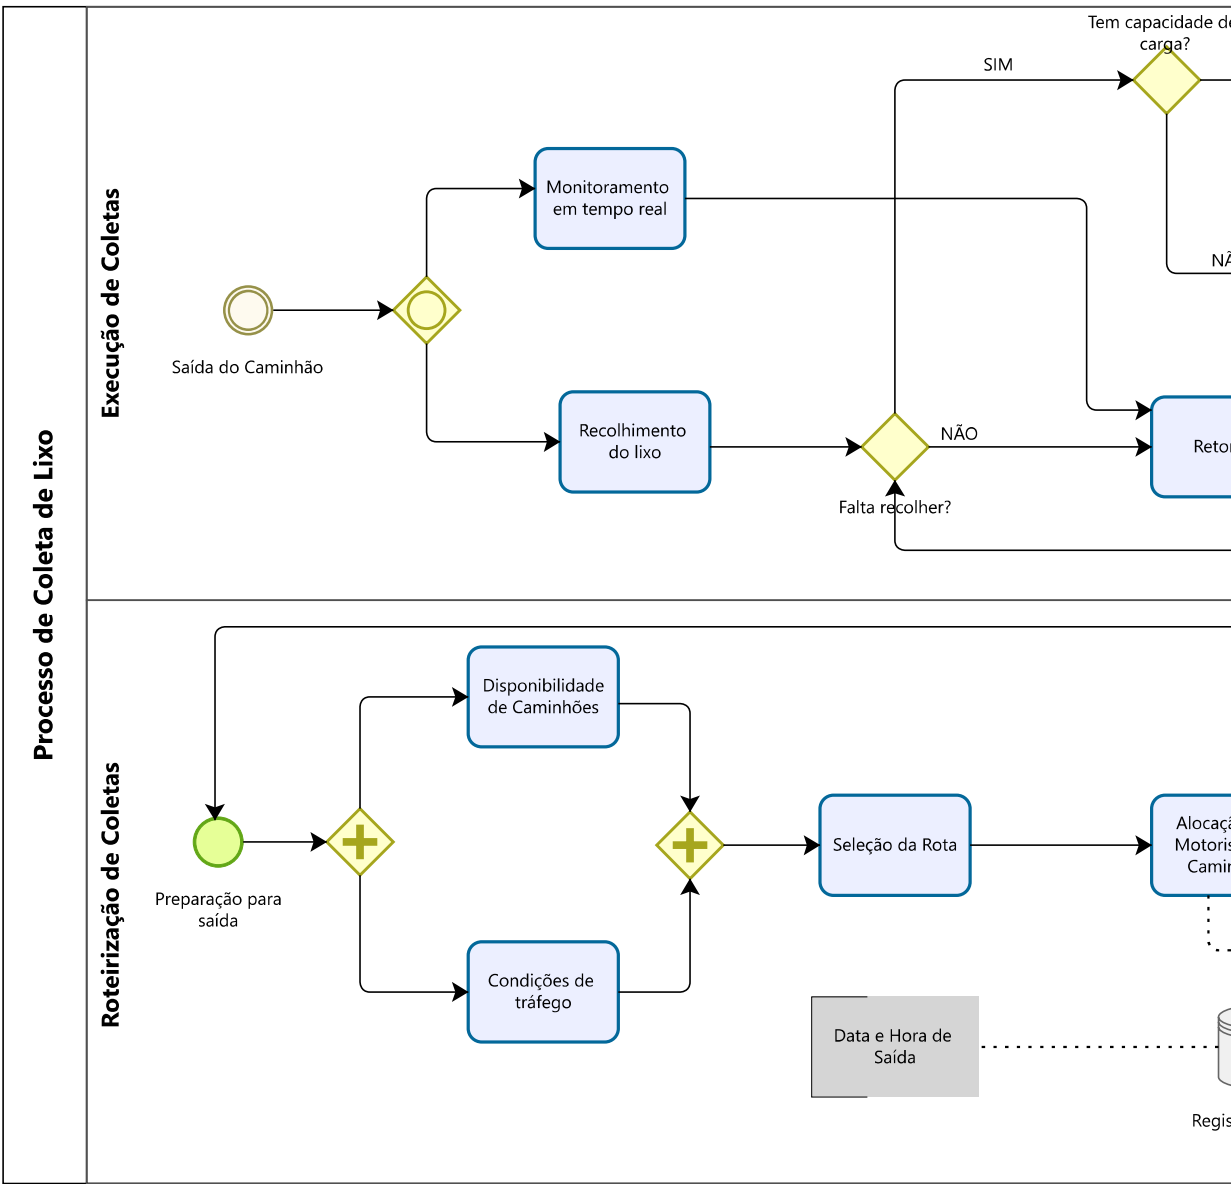 Processo de Coleta de Lixo
Execução de Coletas
Tem capacidade de
carga?
SIM
Monitoramento
em tempo real
Saída do Caminhão
Recolhimento
do lixo
NÃO
Falta recolher?
Roteirização de Coletas
Disponibilidade
de Caminhões
Preparação para
saída
Condições de
tráfego
Seleção da Rota
Data e Hora de
Saída